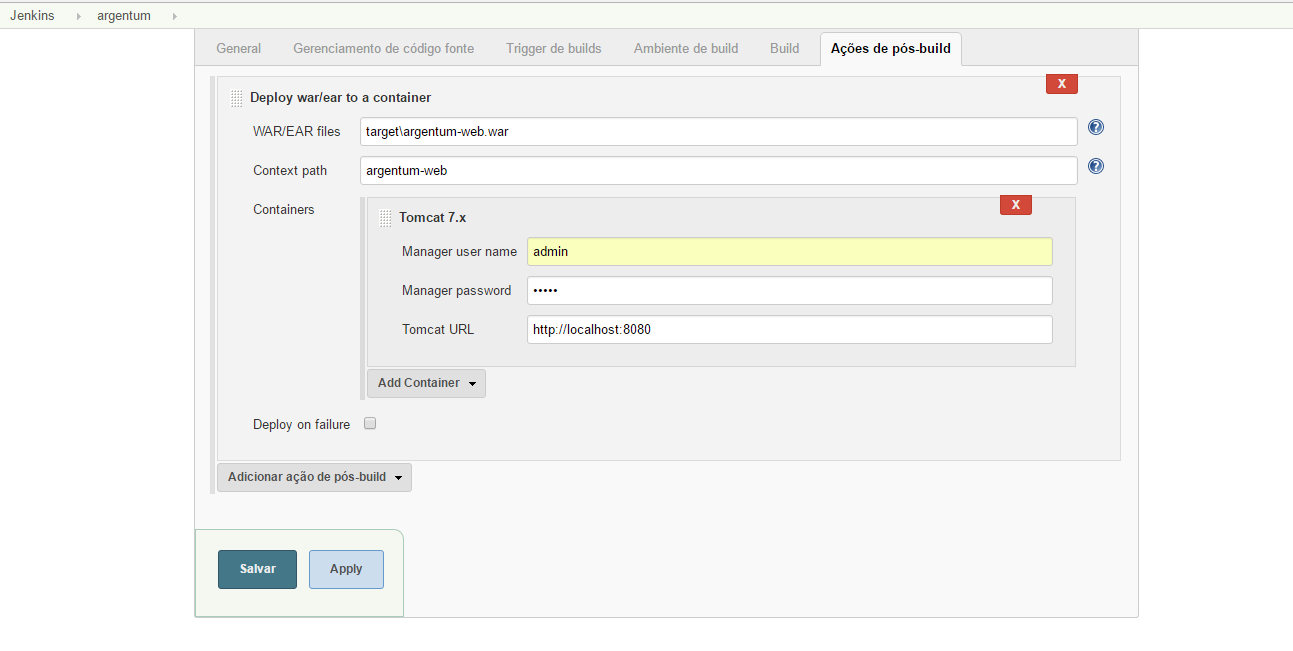 Jenkins argentum
General Gerenciamento de código fonte Trigger de builds Ambiente de build Build Ações de pós-build
X
Deploy war/ear to a container
WAR/EAR files target\argentum-web.war ?
Context path argentum-web ?
Containers
X
Tomcat 7.x
Manager user name admin
Manager password •••••
Tomcat URL http://localhost:8080
Add Container
Deploy on failure
Adicionar ação de pós-build
Salvar Apply